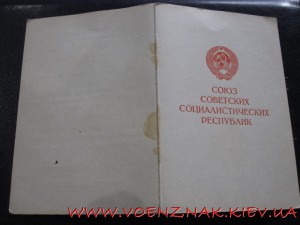 СОЮЗ
СОВЕТСКИХ
СОЦИАЛИСТИЧЕСКИХ
РЕСПУБЛИК
WWW.VOENZNAK.KIEV.UA